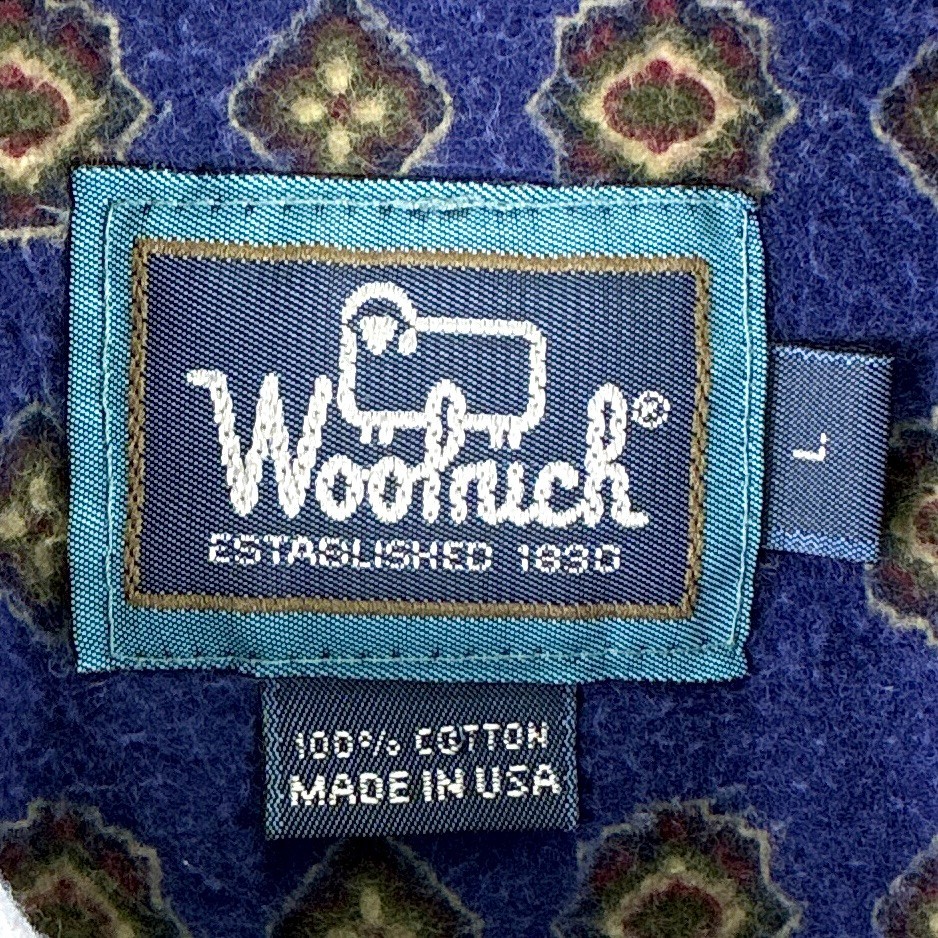 Woolrich®
ESTABLISHED 1830
L
100% COTTON
MADE IN USA